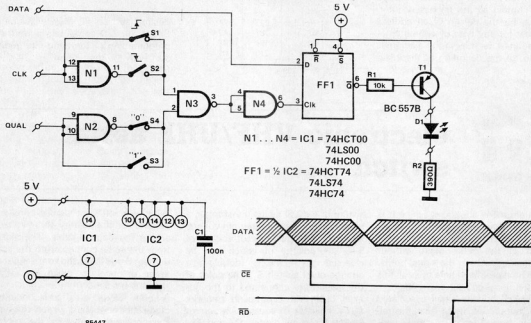 DATA
5 V
S1
12
13
N1
11
S2
CLK
1
2
N3
3
4
5
N4
6
3
2
D
1
R̅
4
S̅
FF1
Q̅
6
Clk
R1
10k
T1
BC 557B
D1
R2
390Ω
QUAL
9
10
N2
8
"0"
S4
"1"
S3
N1 . . . N4 = IC1 = 74HCT00
74LS00
74HC00
FF1 = ½ IC2 = 74HCT74
74LS74
74HC74
5 V
14
10 11 14 12 13
IC1
IC2
C1
100n
7
7
0
85447
DATA
C̅E̅
R̅D̅